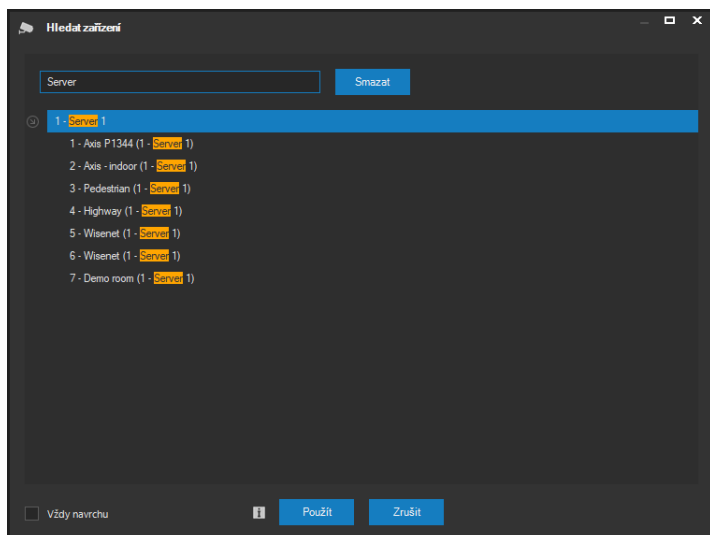 Hledat zařízení
Server
Smazat
1 - Server 1
1 - Axis P1344 (1 - Server 1)
2 - Axis - indoor (1 - Server 1)
3 - Pedestrian (1 - Server 1)
4 - Highway (1 - Server 1)
5 - Wisenet (1 - Server 1)
6 - Wisenet (1 - Server 1)
7 - Demo room (1 - Server 1)
Vždy navrchu
Použít
Zrušit